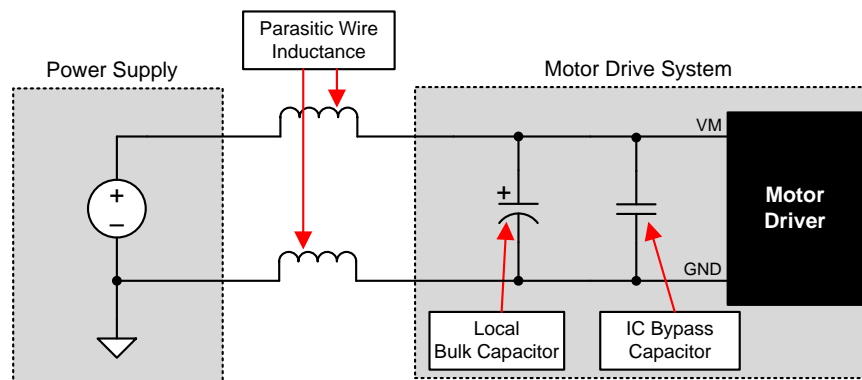 Parasitic Wire
Inductance
Power Supply
Motor Drive System
VM
+
–
+
Motor
Driver
GND
Local
Bulk Capacitor
IC Bypass
Capacitor